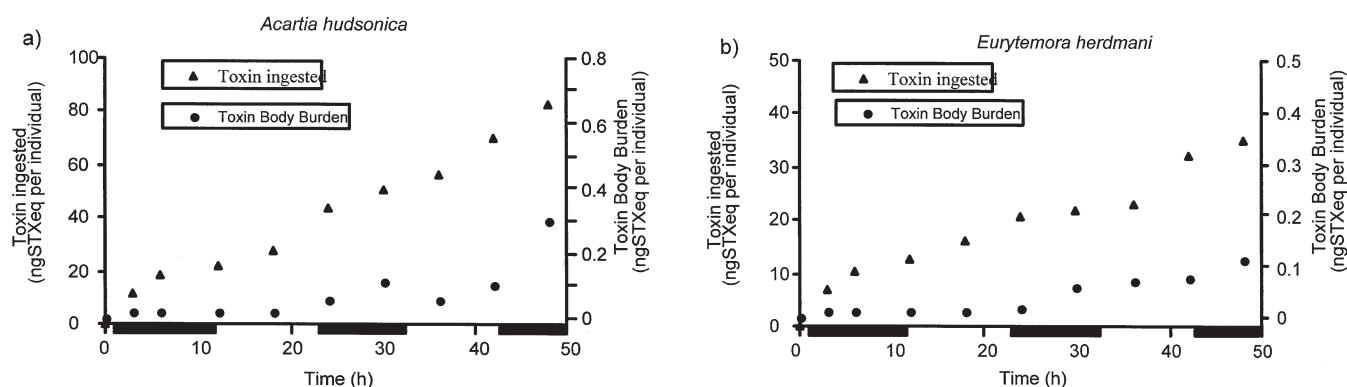 a)
Acartia hudsonica
Toxin ingested
Toxin Body Burden
100
80
60
40
20
0
0.8
0.6
0.4
0.2
0
0
10
20
30
40
50
Time (h)
Toxin ingested
(ngSTXeq per individual)
Toxin Body Burden
(ngSTXeq per individual)
b)
Eurytemora herdmani
Toxin ingested
Toxin Body Burden
50
40
30
20
10
0
0.5
0.4
0.3
0.2
0.1
0
0
10
20
30
40
50
Time (h)
Toxin ingested
(ngSTXeq per individual)
Toxin Body Burden
(ngSTXeq per individual)